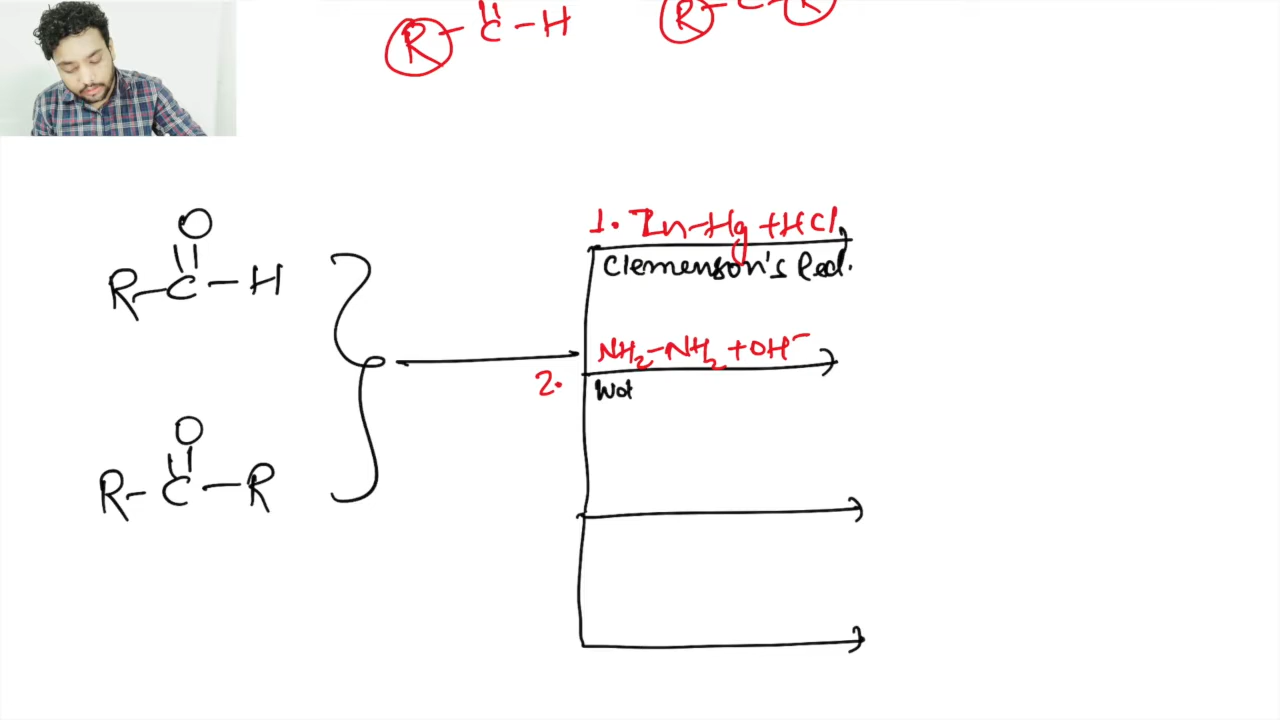 R-C-H R-C-R
1. Zn-Hg +HCl
Clemenson's Red.
O
||
R-C-H
NH2-NH2 +OH⁻
2.
Wol
O
||
R-C-R